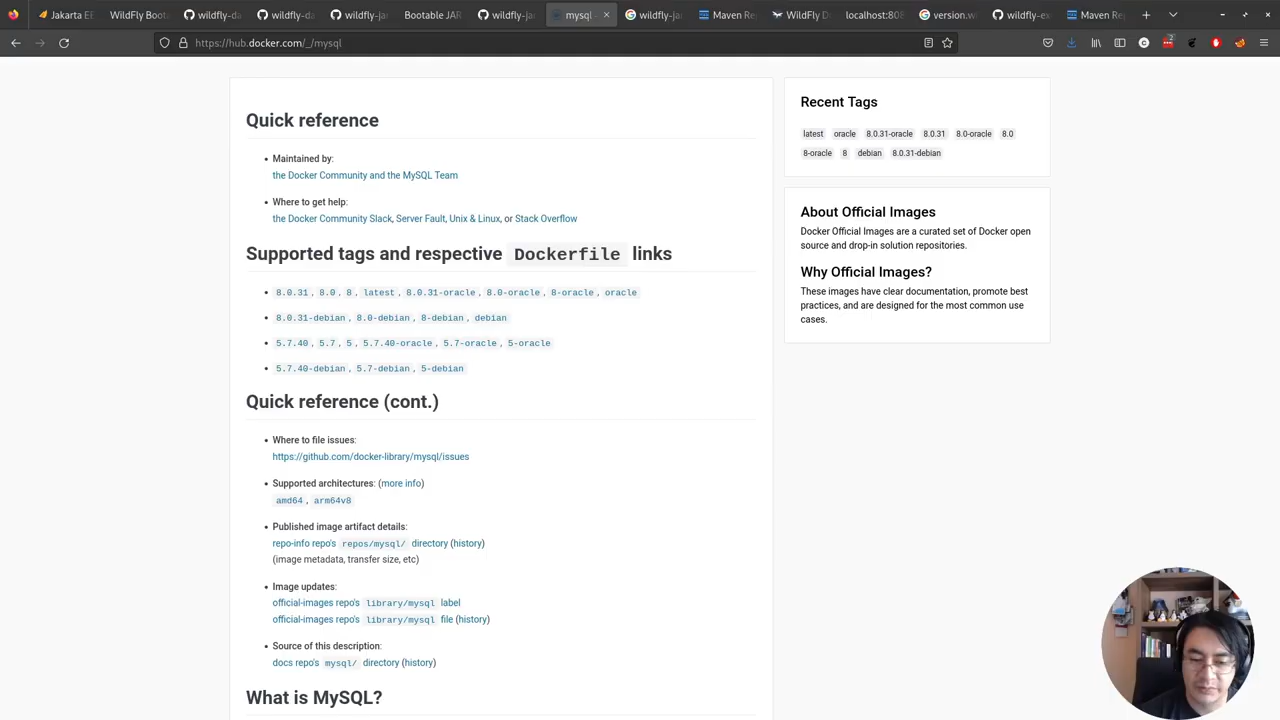 Jakarta EE
WildFly Boot
wildfly-da
wildfly-da
wildfly-jar
Bootable JAR
wildfly-jar
mysql -
wildfly-ja
Maven Re
WildFly D
localhost:808
version.wi
wildfly-ex
Maven Re
https://hub.docker.com/_/mysql
2
Quick reference
• Maintained by:
the Docker Community and the MySQL Team
• Where to get help:
the Docker Community Slack, Server Fault, Unix & Linux, or Stack Overflow
Supported tags and respective Dockerfile links
• 8.0.31, 8.0, 8, latest, 8.0.31-oracle, 8.0-oracle, 8-oracle, oracle
• 8.0.31-debian, 8.0-debian, 8-debian, debian
• 5.7.40, 5.7, 5, 5.7.40-oracle, 5.7-oracle, 5-oracle
• 5.7.40-debian, 5.7-debian, 5-debian
Quick reference (cont.)
• Where to file issues:
https://github.com/docker-library/mysql/issues
• Supported architectures: (more info)
amd64, arm64v8
• Published image artifact details:
repo-info repo's repos/mysql/ directory (history)
(image metadata, transfer size, etc)
• Image updates:
official-images repo's library/mysql label
official-images repo's library/mysql file (history)
• Source of this description:
docs repo's mysql/ directory (history)
What is MySQL?
Recent Tags
latest oracle 8.0.31-oracle 8.0.31 8.0-oracle 8.0
8-oracle 8 debian 8.0.31-debian
About Official Images
Docker Official Images are a curated set of Docker open
source and drop-in solution repositories.
Why Official Images?
These images have clear documentation, promote best
practices, and are designed for the most common use
cases.